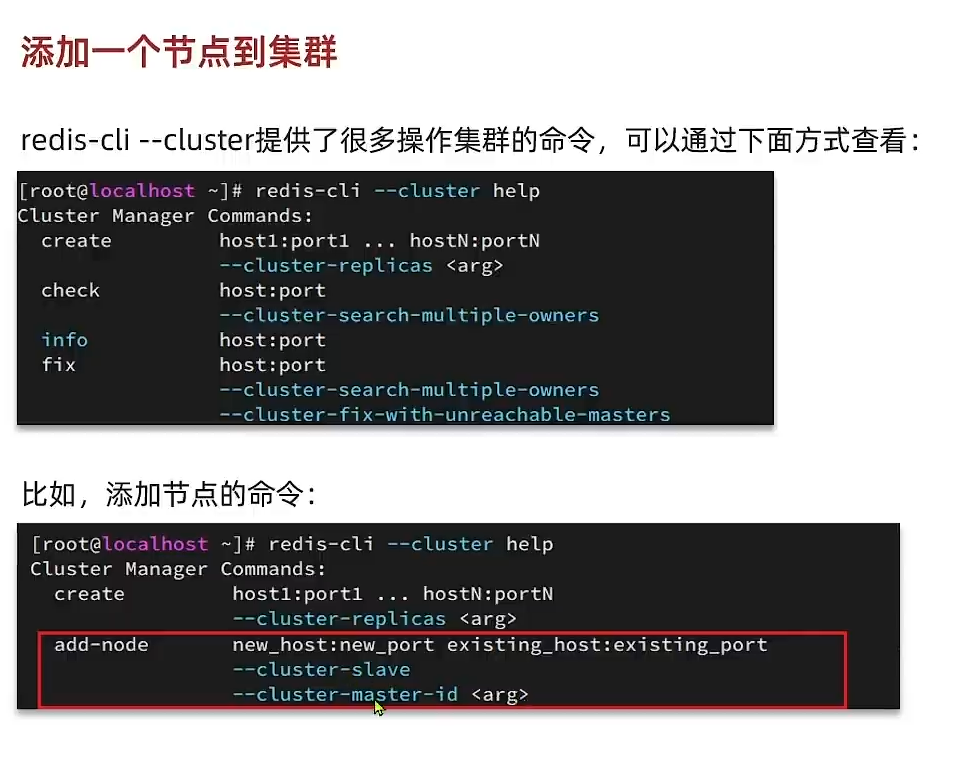 添加一个节点到集群
redis-cli --cluster提供了很多操作集群的命令，可以通过下面方式查看：
[root@localhost ~]# redis-cli --cluster help
Cluster Manager Commands:
create host1:port1 ... hostN:portN
--cluster-replicas <arg>
check host:port
--cluster-search-multiple-owners
info host:port
fix host:port
--cluster-search-multiple-owners
--cluster-fix-with-unreachable-masters
比如，添加节点的命令：
[root@localhost ~]# redis-cli --cluster help
Cluster Manager Commands:
create host1:port1 ... hostN:portN
--cluster-replicas <arg>
add-node new_host:new_port existing_host:existing_port
--cluster-slave
--cluster-master-id <arg>